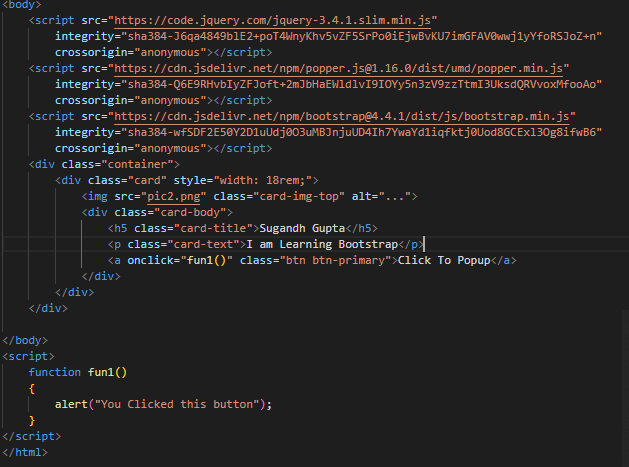 <body>
<script src="https://code.jquery.com/jquery-3.4.1.slim.min.js"
integrity="sha384-J6qa4849blE2+poT4WnyKhv5vZF5SrPo0iEjwBvKU7imGFAV0wwj1yYfoRSJoZ+n"
crossorigin="anonymous"></script>
<script src="https://cdn.jsdelivr.net/npm/popper.js@1.16.0/dist/umd/popper.min.js"
integrity="sha384-Q6E9RHvbIyZFJoft+2mJbHaEWldlvI9IOYy5n3zV9zzTtmI3UksdQRVvoxMfooAo"
crossorigin="anonymous"></script>
<script src="https://cdn.jsdelivr.net/npm/bootstrap@4.4.1/dist/js/bootstrap.min.js"
integrity="sha384-wfSDF2E50Y2D1uUdj0O3uMBJnjuUD4Ih7YwaYd1iqfktj0Uod8GCExl3Og8ifwB6"
crossorigin="anonymous"></script>
<div class="container">
<div class="card" style="width: 18rem;">
<img src="pic2.png" class="card-img-top" alt="...">
<div class="card-body">
<h5 class="card-title">Sugandh Gupta</h5>
<p class="card-text">I am Learning Bootstrap</p>
<a onclick="fun1()" class="btn btn-primary">Click To Popup</a>
</div>
</div>
</div>
</body>
<script>
function fun1()
{
alert("You Clicked this button");
}
</script>
</html>